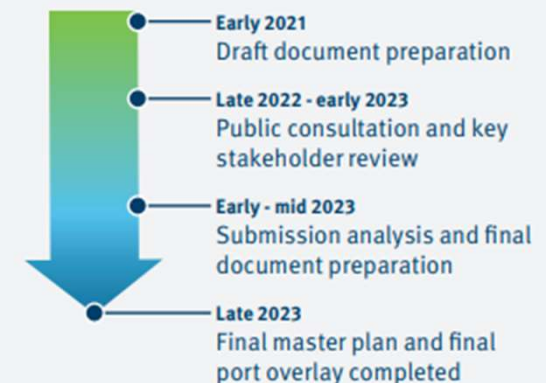 Early 2021
Draft document preparation
Late 2022 - early 2023
Public consultation and key
stakeholder review
Early - mid 2023
Submission analysis and final
document preparation
Late 2023
Final master plan and final
port overlay completed